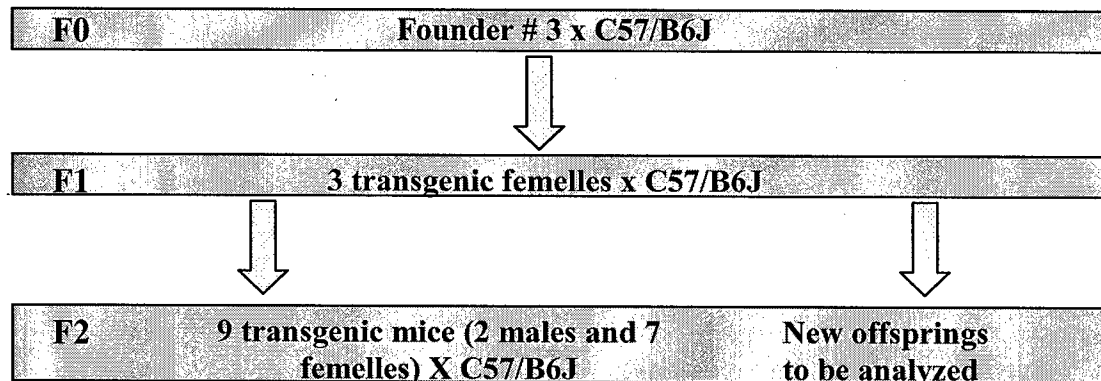 F0 Founder # 3 x C57/B6J
F1 3 transgenic femelles x C57/B6J
F2 9 transgenic mice (2 males and 7 New offsprings
femelles) X C57/B6J to be analyzed